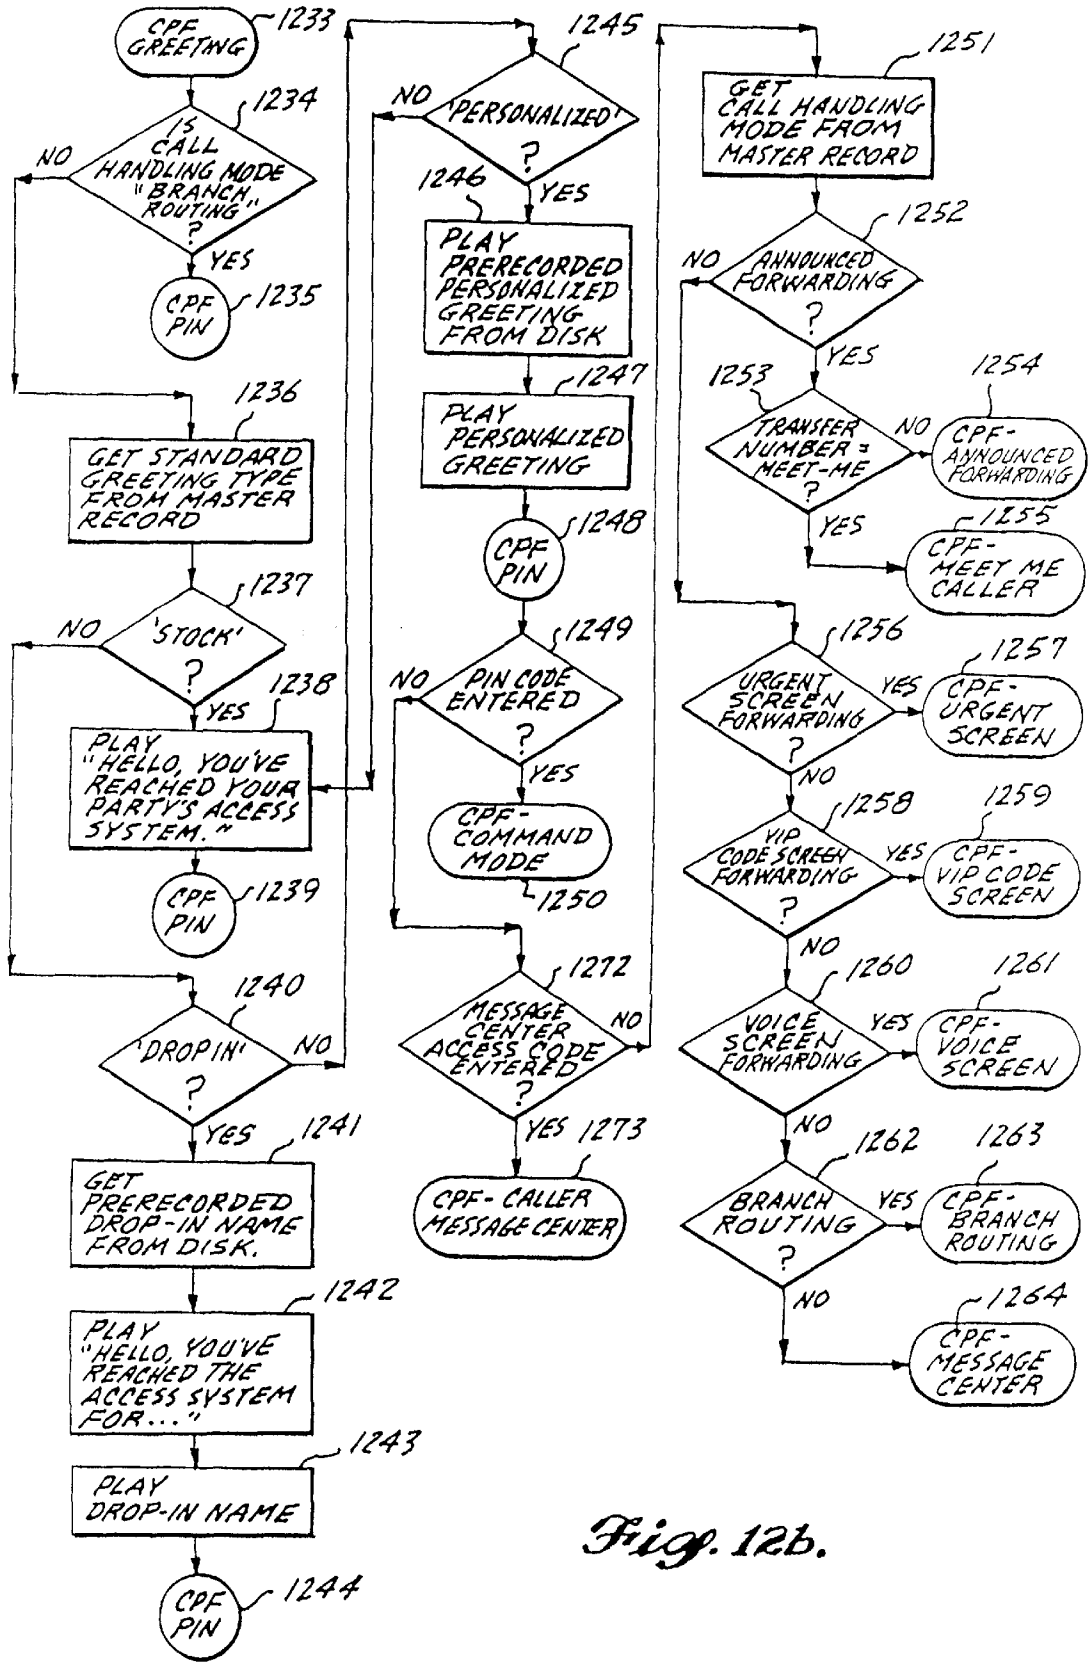 CPF
GREETING
1233
1234
IS
CALL
HANDLING MODE
"BRANCH
ROUTING"
?
NO
YES
1235
CPF
PIN
1236
GET STANDARD
GREETING TYPE
FROM MASTER
RECORD
1237
'STOCK'
?
NO
YES
1238
PLAY
"HELLO, YOU'VE
REACHED YOUR
PARTY'S ACCESS
SYSTEM."
1239
CPF
PIN
1240
'DROPIN'
?
NO
YES
1241
GET
PRERECORDED
DROP-IN NAME
FROM DISK.
1242
PLAY
"HELLO, YOU'VE
REACHED THE
ACCESS SYSTEM
FOR..."
1243
PLAY
DROP-IN NAME
1244
CPF
PIN
1245
'PERSONALIZED'
?
NO
YES
1246
PLAY
PRERECORDED
PERSONALIZED
GREETING
FROM DISK
1247
PLAY
PERSONALIZED
GREETING
1248
CPF
PIN
1249
PIN CODE
ENTERED
?
NO
YES
CPF-
COMMAND
MODE
1250
1272
MESSAGE
CENTER
ACCESS CODE
ENTERED
?
NO
YES
1273
CPF-CALLER
MESSAGE CENTER
1251
GET
CALL HANDLING
MODE FROM
MASTER RECORD
1252
ANNOUNCED
FORWARDING
?
NO
YES
1253
TRANSFER
NUMBER =
MEET-ME
?
NO
YES
1254
CPF-
ANNOUNCED
FORWARDING
1255
CPF-
MEET ME
CALLER
1256
URGENT
SCREEN
FORWARDING
?
YES
NO
1257
CPF-
URGENT
SCREEN
1258
VIP
CODE SCREEN
FORWARDING
?
YES
NO
1259
CPF-
VIP CODE
SCREEN
1260
VOICE
SCREEN
FORWARDING
?
YES
NO
1261
CPF-
VOICE
SCREEN
1262
BRANCH
ROUTING
?
YES
NO
1263
CPF-
BRANCH
ROUTING
1264
CPF-
MESSAGE
CENTER
Fig. 12b.